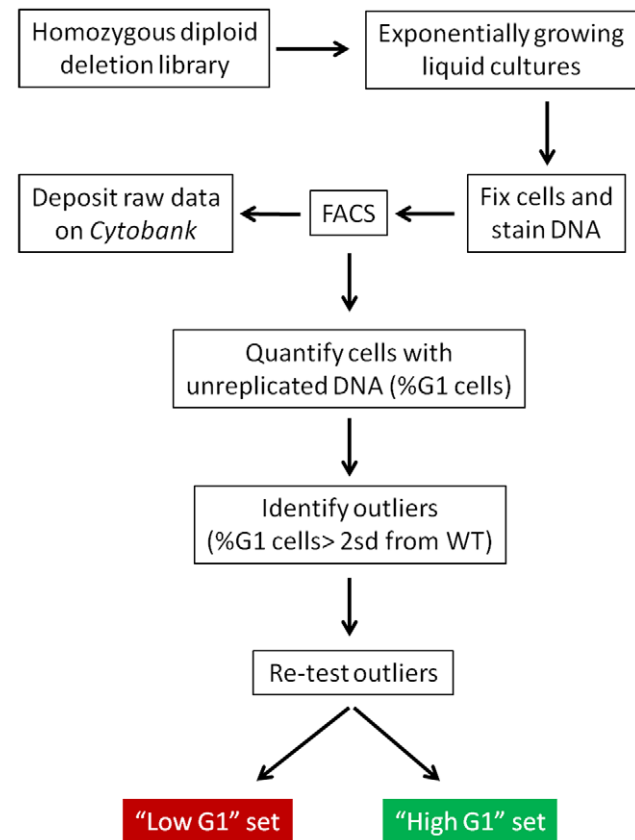 Homozygous diploid
deletion library
Exponentially growing
liquid cultures
Deposit raw data
on Cytobank
FACS
Fix cells and
stain DNA
Quantify cells with
unreplicated DNA (%G1 cells)
Identify outliers
(%G1 cells> 2sd from WT)
Re-test outliers
“Low G1” set
“High G1” set